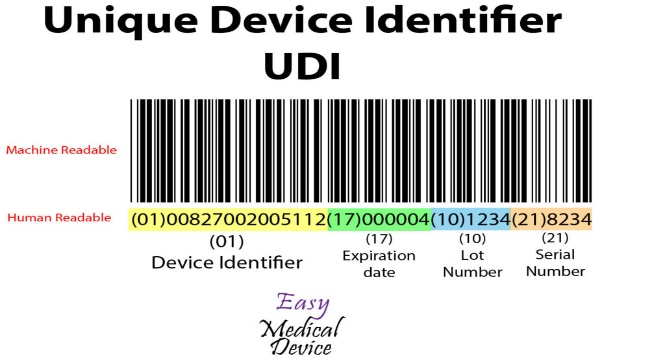 Unique Device Identifier
UDI
Machine Readable
Human Readable
(01)00827002005112(17)000004(10)1234(21)8234
(01)
Device Identifier
(17)
Expiration
date
(10)
Lot
Number
(21)
Serial
Number
Easy
Medical
Device